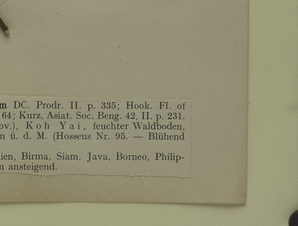 m DC. Prodr. II. p. 335; Hook. Fl. of
64; Kurz, Asiat. Soc. Beng. 42, II. p. 231.
ov.), Koh Yai, feuchter Waldboden,
n ü. d. M. (Hosseus Nr. 95. — Blühend
ien, Birma, Siam, Java, Borneo, Philip-
n ansteigend.